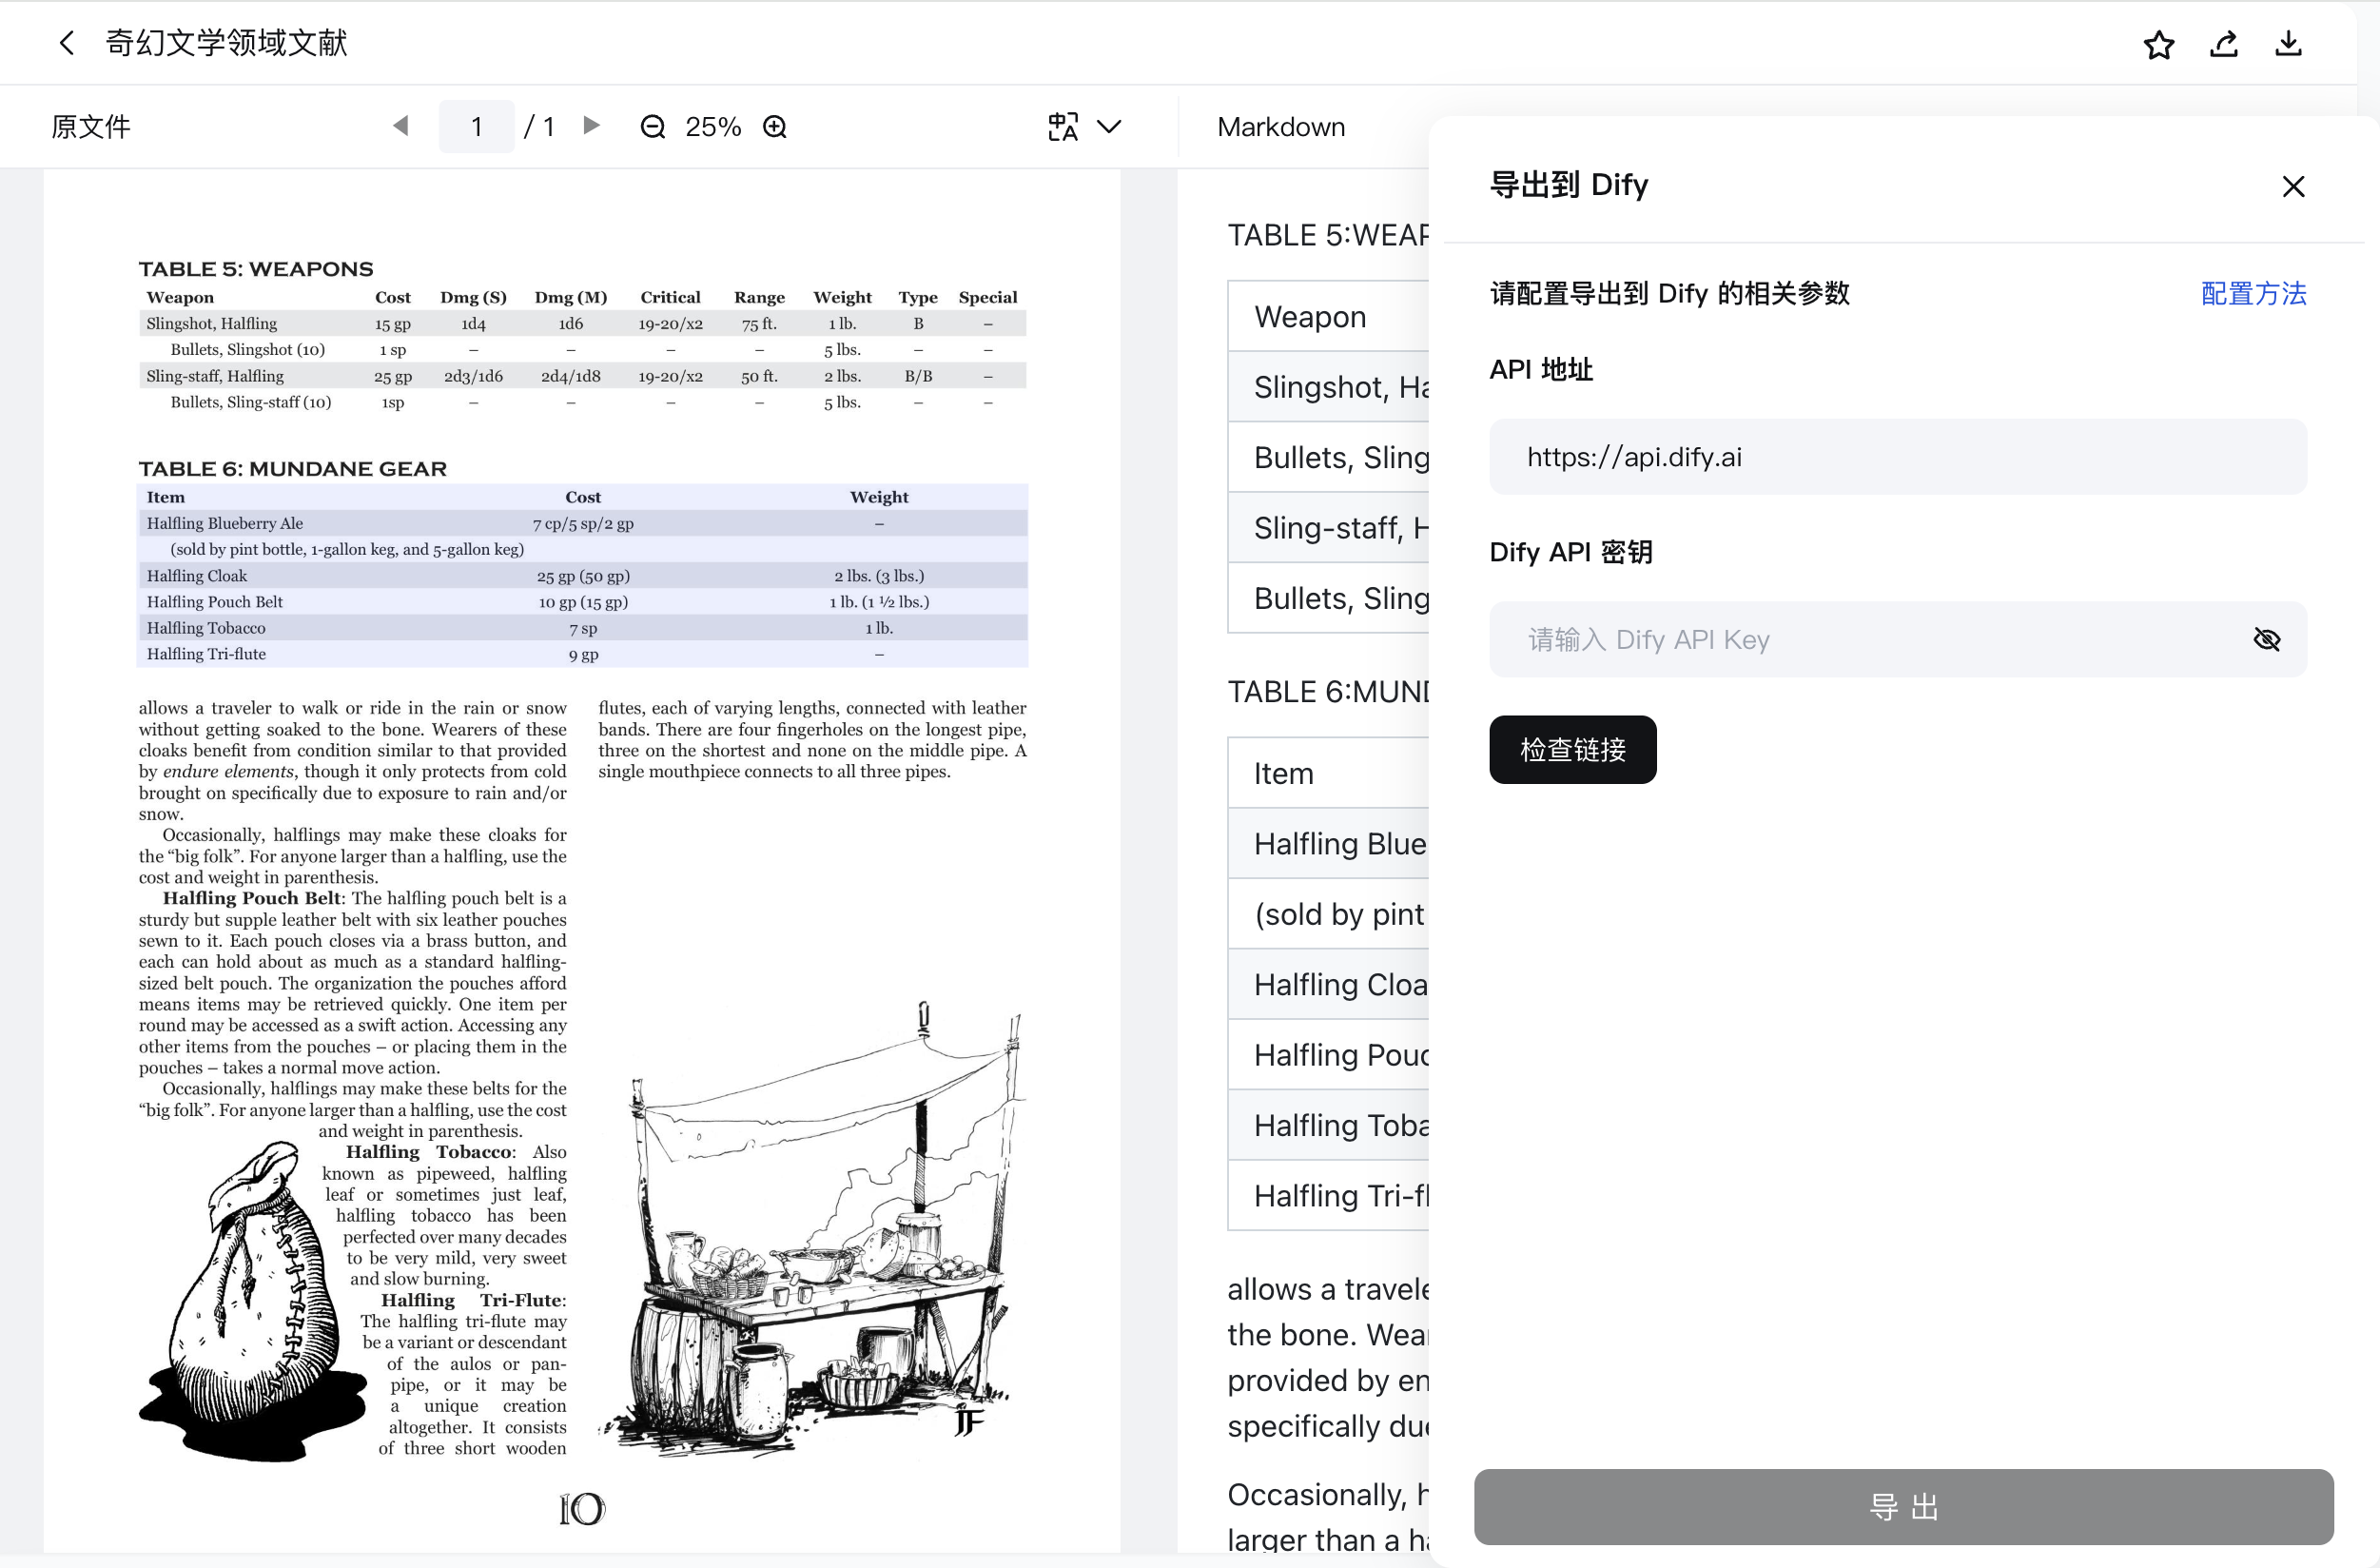 奇幻文学领域文献
原文件
1 / 1
25%
Markdown
TABLE 5: WEAPONS
Weapon Cost Dmg (S) Dmg (M) Critical Range Weight Type Special
Slingshot, Halfling 15 gp 1d4 1d6 19-20/x2 75 ft. 1 lb. B –
Bullets, Slingshot (10) 1 sp – – – – 5 lbs. – –
Sling-staff, Halfling 25 gp 2d3/1d6 2d4/1d8 19-20/x2 50 ft. 2 lbs. B/B –
Bullets, Sling-staff (10) 1sp – – – – 5 lbs. – –
TABLE 6: MUNDANE GEAR
Item Cost Weight
Halfling Blueberry Ale 7 cp/5 sp/2 gp –
(sold by pint bottle, 1-gallon keg, and 5-gallon keg)
Halfling Cloak 25 gp (50 gp) 2 lbs. (3 lbs.)
Halfling Pouch Belt 10 gp (15 gp) 1 lb. (1 ½ lbs.)
Halfling Tobacco 7 sp 1 lb.
Halfling Tri-flute 9 gp –
allows a traveler to walk or ride in the rain or snow
without getting soaked to the bone. Wearers of these
cloaks benefit from condition similar to that provided
by endure elements, though it only protects from cold
brought on specifically due to exposure to rain and/or
snow.
Occasionally, halflings may make these cloaks for
the “big folk”. For anyone larger than a halfling, use the
cost and weight in parenthesis.
Halfling Pouch Belt: The halfling pouch belt is a
sturdy but supple leather belt with six leather pouches
sewn to it. Each pouch closes via a brass button, and
each can hold about as much as a standard halfling-
sized belt pouch. The organization the pouches afford
means items may be retrieved quickly. One item per
round may be accessed as a swift action. Accessing any
other items from the pouches – or placing them in the
pouches – takes a normal move action.
Occasionally, halflings may make these belts for the
“big folk”. For anyone larger than a halfling, use the cost
and weight in parenthesis.
Halfling Tobacco: Also
known as pipeweed, halfling
leaf or sometimes just leaf,
halfling tobacco has been
perfected over many decades
to be very mild, very sweet
and slow burning.
Halfling Tri-Flute:
The halfling tri-flute may
be a variant or descendant
of the aulos or pan-
pipe, or it may be
a unique creation
altogether. It consists
of three short wooden
flutes, each of varying lengths, connected with leather
bands. There are four fingerholes on the longest pipe,
three on the shortest and none on the middle pipe. A
single mouthpiece connects to all three pipes.
JF
10
TABLE 5:WEAP
Weapon
Slingshot, Ha
Bullets, Sling
Sling-staff, H
Bullets, Sling
TABLE 6:MUND
Item
Halfling Blue
(sold by pint
Halfling Cloa
Halfling Pouc
Halfling Toba
Halfling Tri-fl
allows a travele
the bone. Wear
provided by en
specifically due
Occasionally, h
larger than a ha
导出到 Dify
请配置导出到 Dify 的相关参数
配置方法
API 地址
https://api.dify.ai
Dify API 密钥
请输入 Dify API Key
检查链接
导出